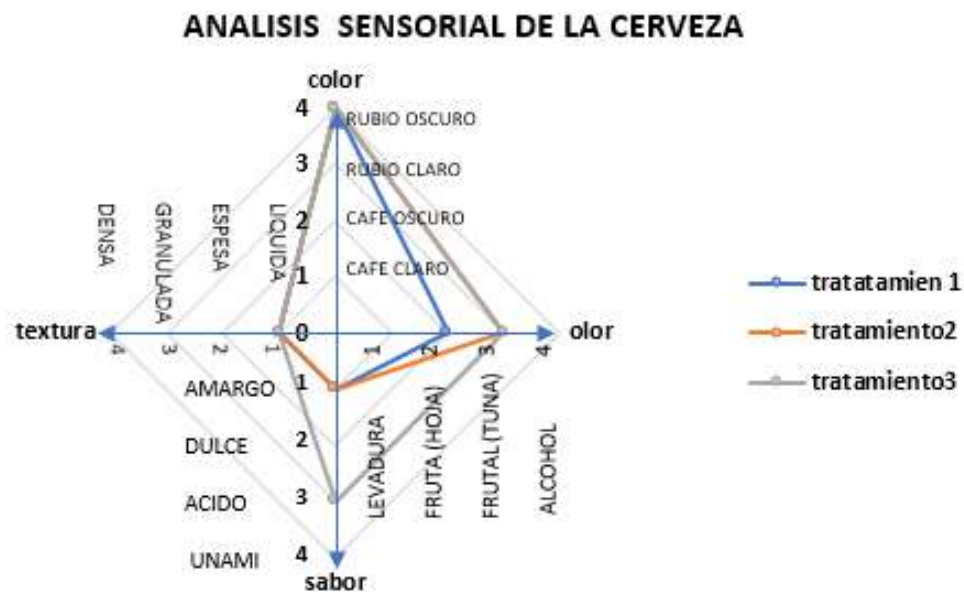 ANALISIS SENSORIAL DE LA CERVEZA
color
4
RUBIO OSCURO
3
RUBIO CLARO
2
CAFE OSCURO
1
CAFE CLARO
0
DENSA
GRANULADA
ESPESA
LIQUIDA
textura
4
3
2
1
1
2
3
4
olor
1
AMARGO
2
DULCE
3
ACIDO
4
UNAMI
sabor
LEVADURA
FRUTA (HOJA)
FRUTAL (TUNA)
ALCOHOL
tratatamien 1
tratamiento2
tratamiento3